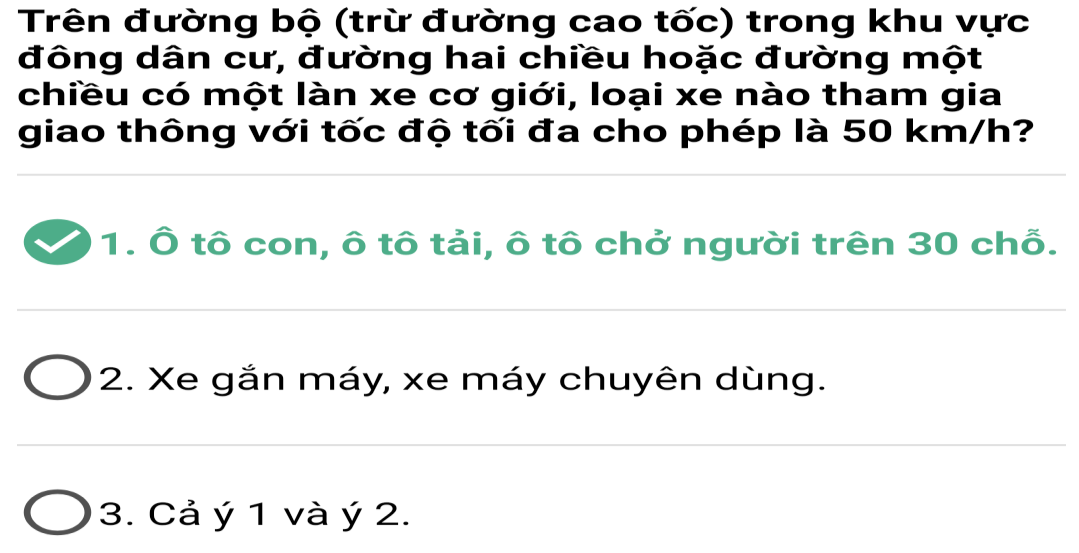 Trên đường bộ (trừ đường cao tốc) trong khu vực
đông dân cư, đường hai chiều hoặc đường một
chiều có một làn xe cơ giới, loại xe nào tham gia
giao thông với tốc độ tối đa cho phép là 50 km/h?
1. Ô tô con, ô tô tải, ô tô chở người trên 30 chỗ.
2. Xe gắn máy, xe máy chuyên dùng.
3. Cả ý 1 và ý 2.